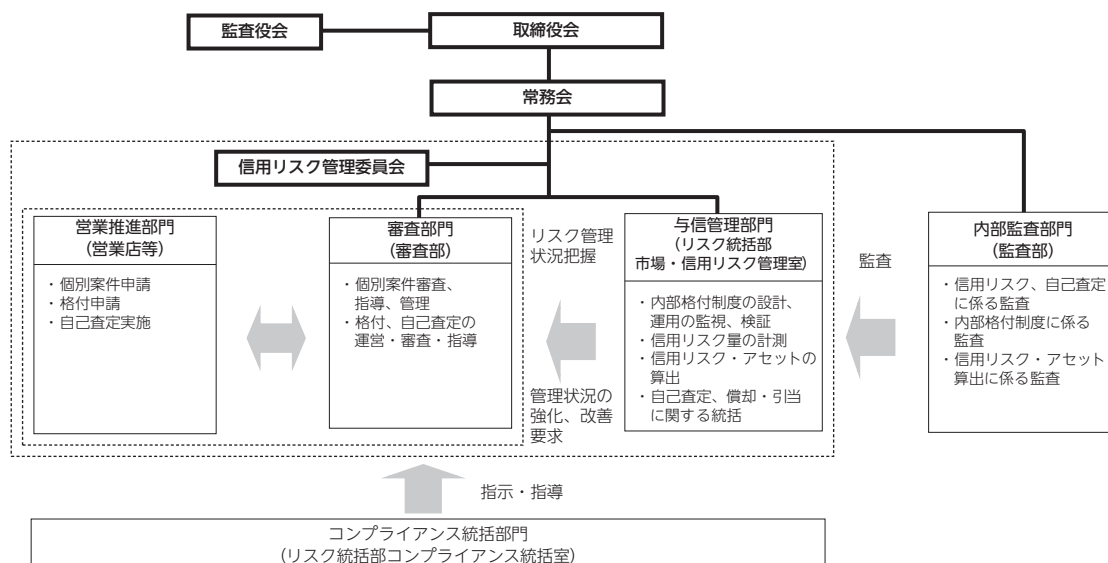 監査役会
取締役会
常務会
信用リスク管理委員会
営業推進部門
(営業店等)
・個別案件申請
・格付申請
・自己査定実施
審査部門
(審査部)
・個別案件審査、
指導、管理
・格付、自己査定の
運営・審査・指導
リスク管理
状況把握
管理状況の
強化、改善
要求
与信管理部門
(リスク統括部
市場・信用リスク管理室)
・内部格付制度の設計、
運用の監視、検証
・信用リスク量の計測
・信用リスク・アセットの
算出
・自己査定、償却・引当
に関する統括
監査
内部監査部門
(監査部)
・信用リスク、自己査定
に係る監査
・内部格付制度に係る
監査
・信用リスク・アセット
算出に係る監査
指示・指導
コンプライアンス統括部門
(リスク統括部コンプライアンス統括室)